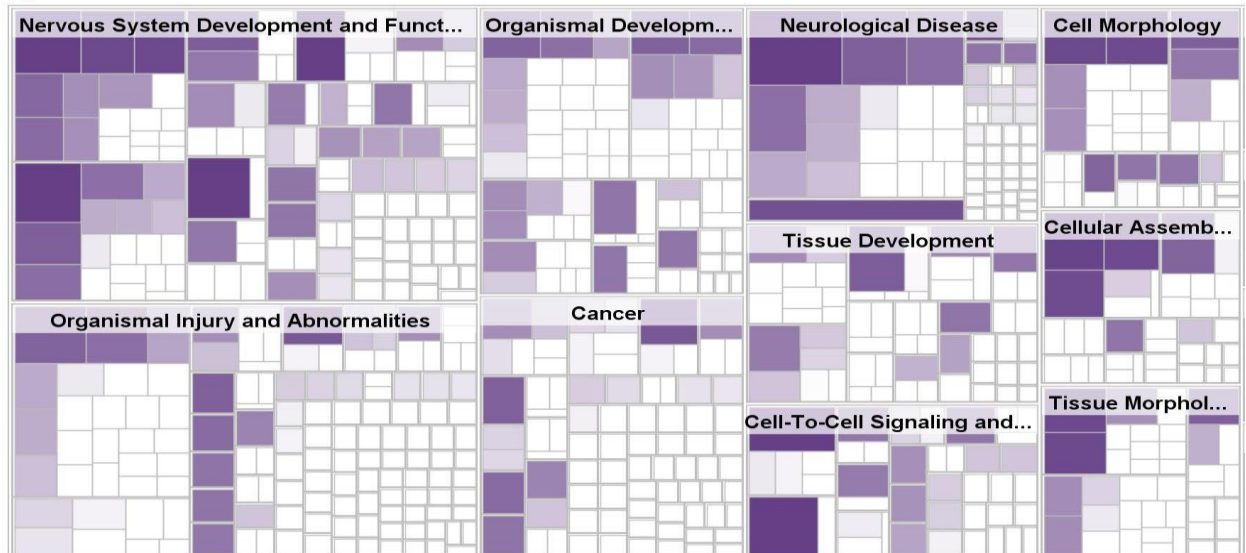 Nervous System Development and Funct...
Organismal Developm...
Neurological Disease
Cell Morphology
Tissue Development
Cellular Assemb...
Organismal Injury and Abnormalities
Cancer
Cell-To-Cell Signaling and...
Tissue Morphol...